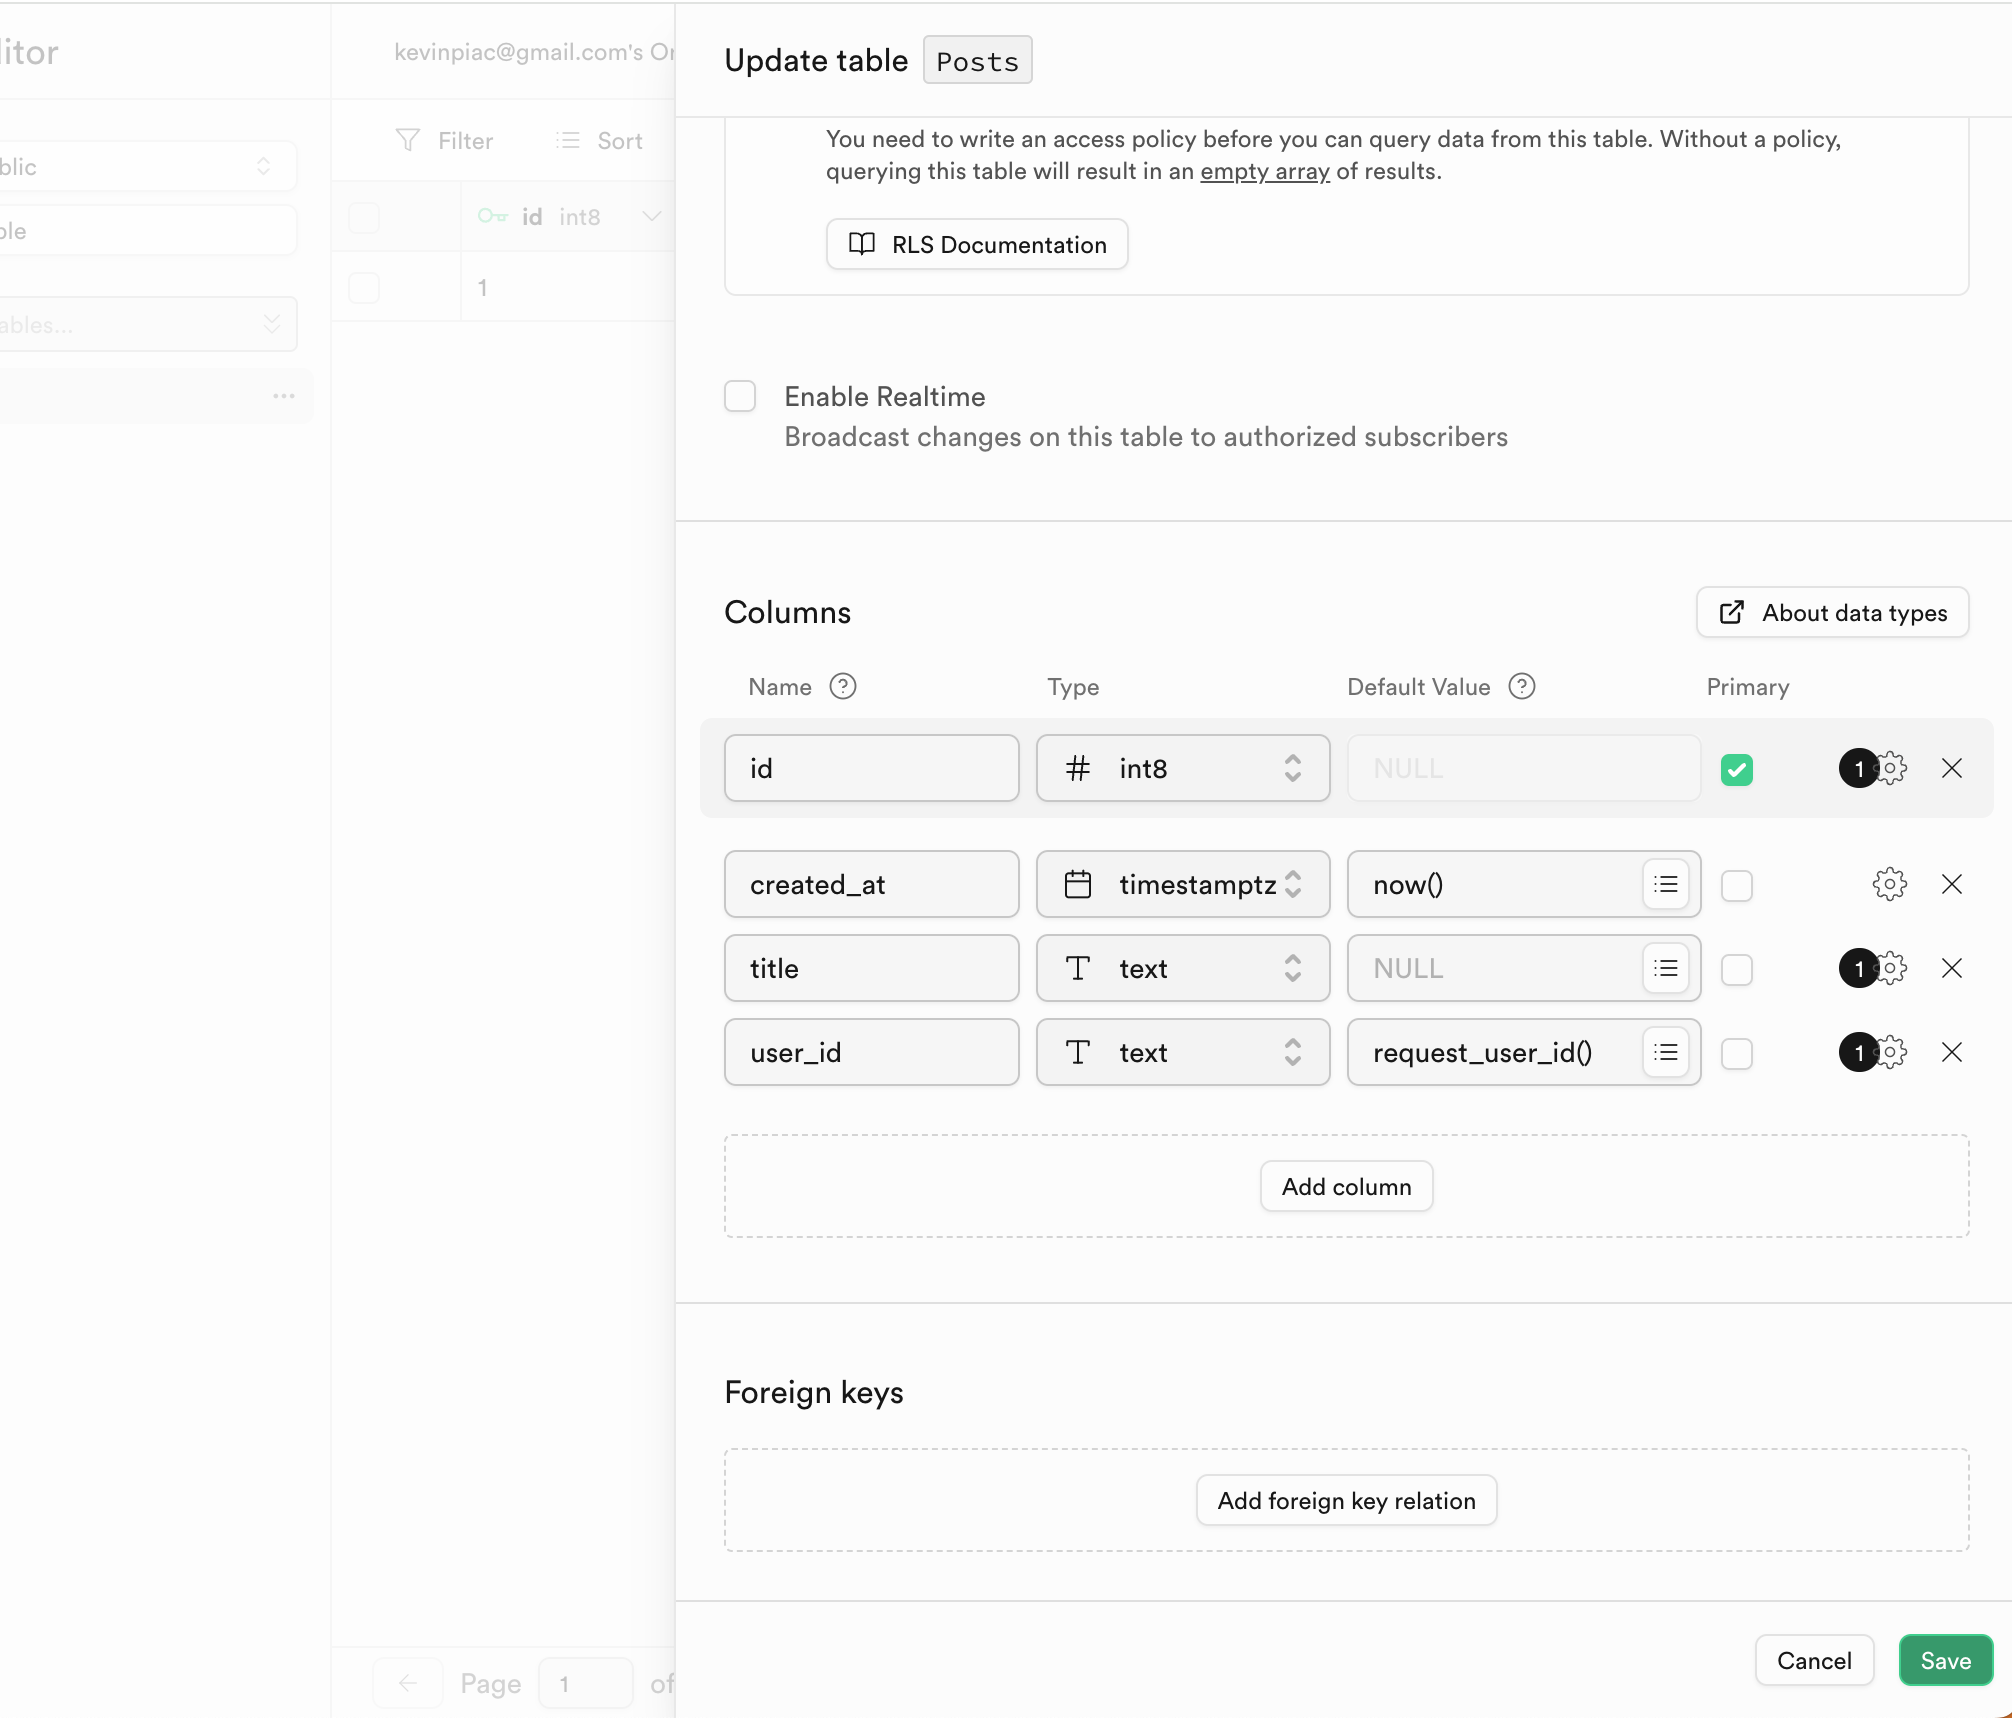 itor
kevinpiac@gmail.com's Or
Update table Posts
Filter
Sort
blic
ble
ables...
id int8
1
You need to write an access policy before you can query data from this table. Without a policy,
querying this table will result in an empty array of results.
RLS Documentation
Enable Realtime
Broadcast changes on this table to authorized subscribers
Columns
About data types
Name Type Default Value Primary
id int8 NULL 1
created_at timestamptz now()
title text NULL 1
user_id text request_user_id() 1
Add column
Foreign keys
Add foreign key relation
Page 1 of
Cancel Save